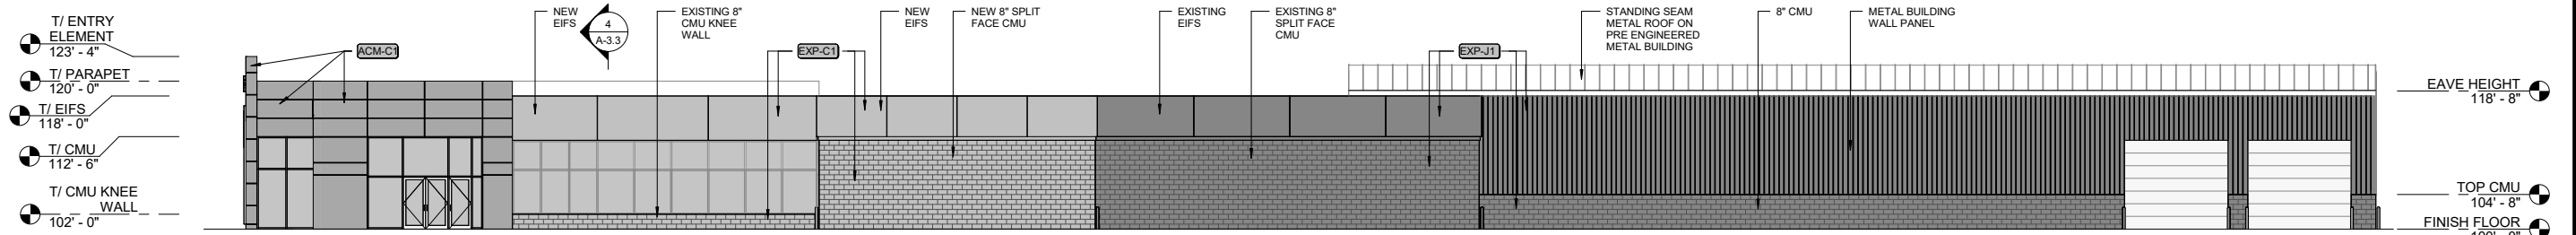 T/ ENTRY
ELEMENT
123' - 4"
T/ PARAPET
120' - 0"
T/ EIFS
118' - 0"
T/ CMU
112' - 6"
T/ CMU KNEE
WALL
102' - 0"
ACM-C1
NEW
EIFS
4
A-3.3
EXISTING 8"
CMU KNEE
WALL
EXP-C1
NEW
EIFS
NEW 8" SPLIT
FACE CMU
EXISTING
EIFS
EXISTING 8"
SPLIT FACE
CMU
EXP-J1
STANDING SEAM
METAL ROOF ON
PRE ENGINEERED
METAL BUILDING
8" CMU
METAL BUILDING
WALL PANEL
EAVE HEIGHT
118' - 8"
TOP CMU
104' - 8"
FINISH FLOOR